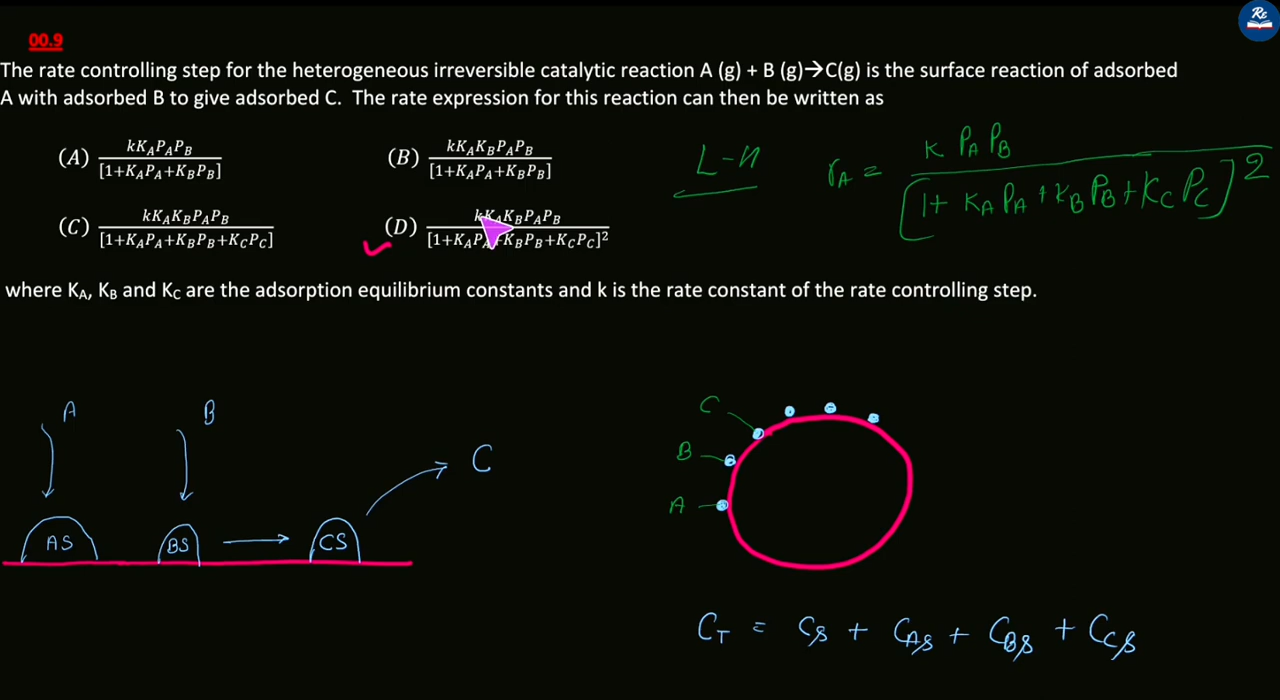 Re
00.9
The rate controlling step for the heterogeneous irreversible catalytic reaction A (g) + B (g)→C(g) is the surface reaction of adsorbed
A with adsorbed B to give adsorbed C. The rate expression for this reaction can then be written as
(A) kK_AP_AP_B / [1+K_AP_A+K_BP_B] (B) kK_AK_BP_AP_B / [1+K_AP_A+K_BP_B]
L-H r_A = K P_A P_B / [1+ K_A P_A + K_B P_B + K_C P_C]²
(C) kK_AK_BP_AP_B / [1+K_AP_A+K_BP_B+K_CP_C] (D) kK_AK_BP_AP_B / [1+K_AP_A+K_BP_B+K_CP_C]²
where K_A, K_B and K_C are the adsorption equilibrium constants and k is the rate constant of the rate controlling step.
A B C
AS BS CS
C
B
A
C_T = C_S + C_AS + C_BS + C_CS